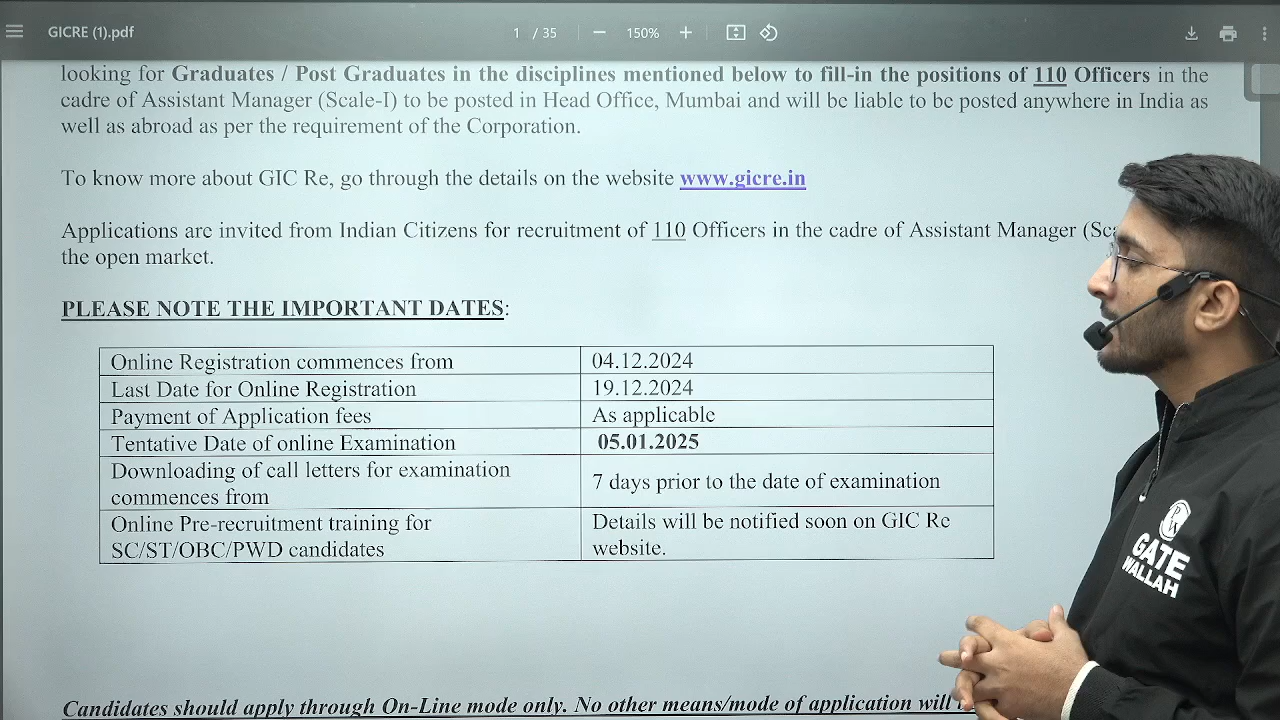 GICRE (1).pdf
1 / 35
150%
looking for Graduates / Post Graduates in the disciplines mentioned below to fill-in the positions of 110 Officers in the
cadre of Assistant Manager (Scale-I) to be posted in Head Office, Mumbai and will be liable to be posted anywhere in India as
well as abroad as per the requirement of the Corporation.
To know more about GIC Re, go through the details on the website www.gicre.in
Applications are invited from Indian Citizens for recruitment of 110 Officers in the cadre of Assistant Manager
the open market.
PLEASE NOTE THE IMPORTANT DATES:
Online Registration commences from 04.12.2024
Last Date for Online Registration 19.12.2024
Payment of Application fees As applicable
Tentative Date of online Examination 05.01.2025
Downloading of call letters for examination
commences from
7 days prior to the date of examination
Online Pre-recruitment training for
SC/ST/OBC/PWD candidates
Details will be notified soon on GIC Re
website.
Candidates should apply through On-Line mode only. No other means/mode of application will
GATE
WALLAH